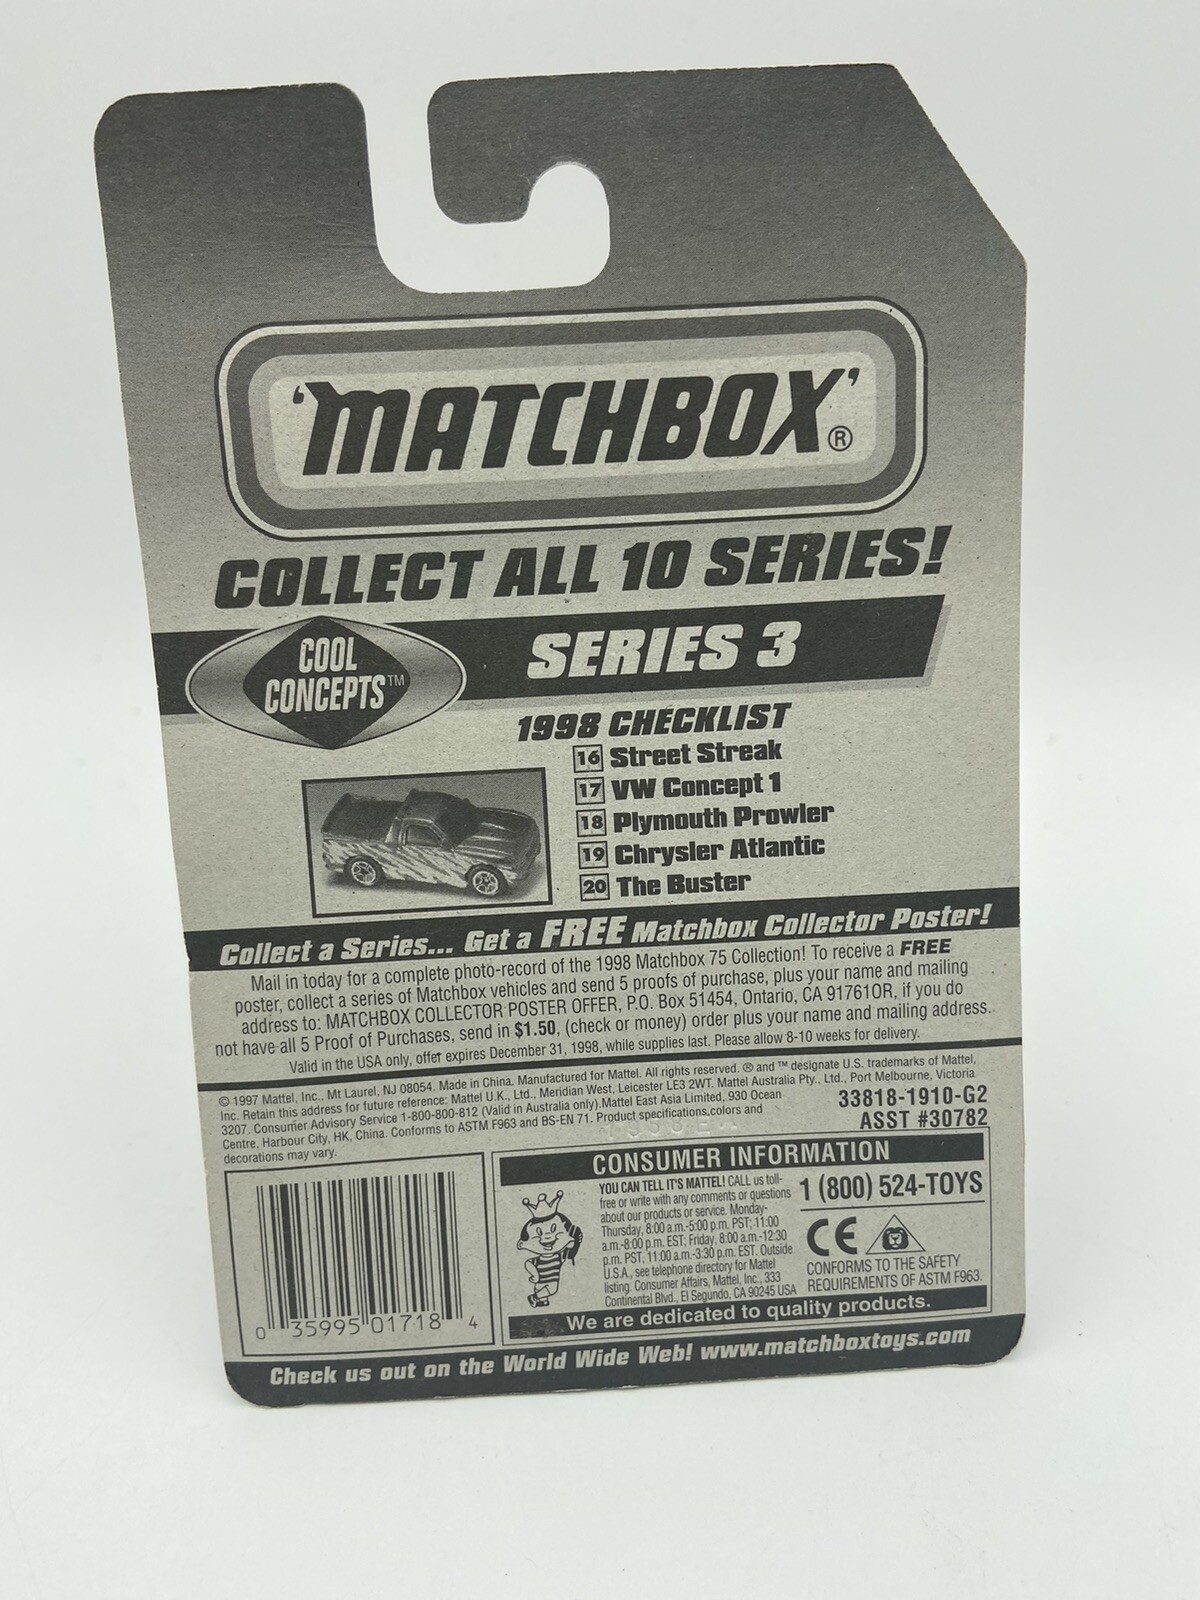 'MATCHBOX'®
COLLECT ALL 10 SERIES!
COOL
CONCEPTS™
SERIES 3
1998 CHECKLIST
16 Street Streak
17 VW Concept 1
18 Plymouth Prowler
19 Chrysler Atlantic
20 The Buster
Collect a Series... Get a FREE Matchbox Collector Poster!
Mail in today for a complete photo-record of the 1998 Matchbox 75 Collection! To receive a FREE
poster, collect a series of Matchbox vehicles and send 5 proofs of purchase, plus your name and mailing
address to: MATCHBOX COLLECTOR POSTER OFFER, P.O. Box 51454, Ontario, CA 91761OR, if you do
not have all 5 Proof of Purchases, send in $1.50, (check or money) order plus your name and mailing address.
Valid in the USA only, offer expires December 31, 1998, while supplies last. Please allow 8-10 weeks for delivery.
© 1997 Mattel, Inc., Mt Laurel, NJ 08054. Made in China. Manufactured for Mattel. All rights reserved. ® and ™ designate U.S. trademarks of Mattel,
Inc. Retain this address for future reference: Mattel U.K., Ltd., Meridian West, Leicester LE3 2WT. Mattel Australia Pty., Ltd., Port Melbourne, Victoria
3207. Consumer Advisory Service 1-800-800-812 (Valid in Australia only).Mattel East Asia Limited, 930 Ocean
Centre, Harbour City, HK, China. Conforms to ASTM F963 and BS-EN 71. Product specifications,colors and
decorations may vary.
33818-1910-G2
ASST #30782
0 35995 01718 4
CONSUMER INFORMATION
YOU CAN TELL IT'S MATTEL! CALL us toll-
free or write with any comments or questions
about our products or service. Monday-
Thursday, 8:00 a.m.-5:00 p.m. PST; 11:00
a.m.-8:00 p.m. EST; Friday, 8:00 a.m.-12:30
p.m. PST, 11:00 a.m.-3:30 p.m. EST. Outside
U.S.A., see telephone directory for Mattel
listing. Consumer Affairs, Mattel, Inc., 333
Continental Blvd., El Segundo, CA 90245 USA
1 (800) 524-TOYS
CE
CONFORMS TO THE SAFETY
REQUIREMENTS OF ASTM F963.
We are dedicated to quality products.
Check us out on the World Wide Web! www.matchboxtoys.com